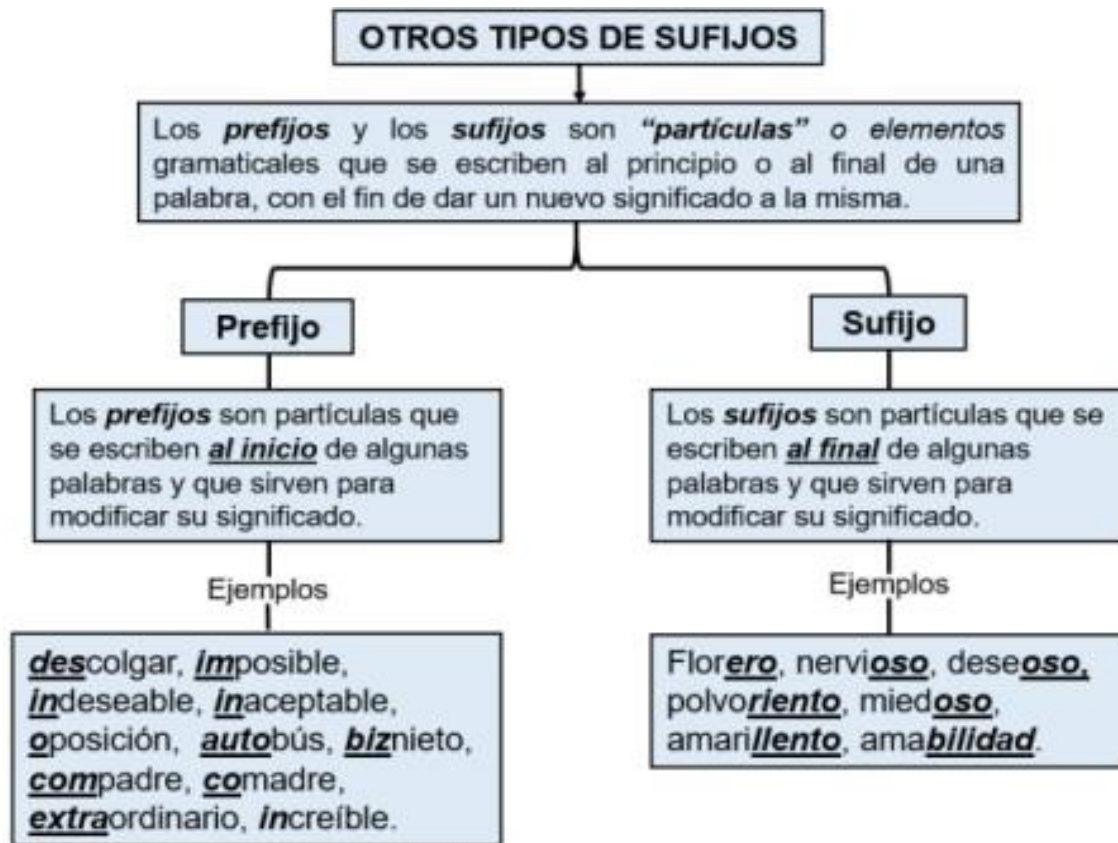 OTROS TIPOS DE SUFIJOS
Los prefijos y los sufijos son “partículas” o elementos
gramaticales que se escriben al principio o al final de una
palabra, con el fin de dar un nuevo significado a la misma.
Prefijo
Los prefijos son partículas que
se escriben al inicio de algunas
palabras y que sirven para
modificar su significado.
Ejemplos
descolgar, imposible,
indeseable, inaceptable,
oposición, autobús, biznieto,
compadre, comadre,
extraordinario, increíble.
Sufijo
Los sufijos son partículas que se
escriben al final de algunas
palabras y que sirven para
modificar su significado.
Ejemplos
Florero, nervioso, deseoso,
polvoriento, miedoso,
amarillento, amabilidad.